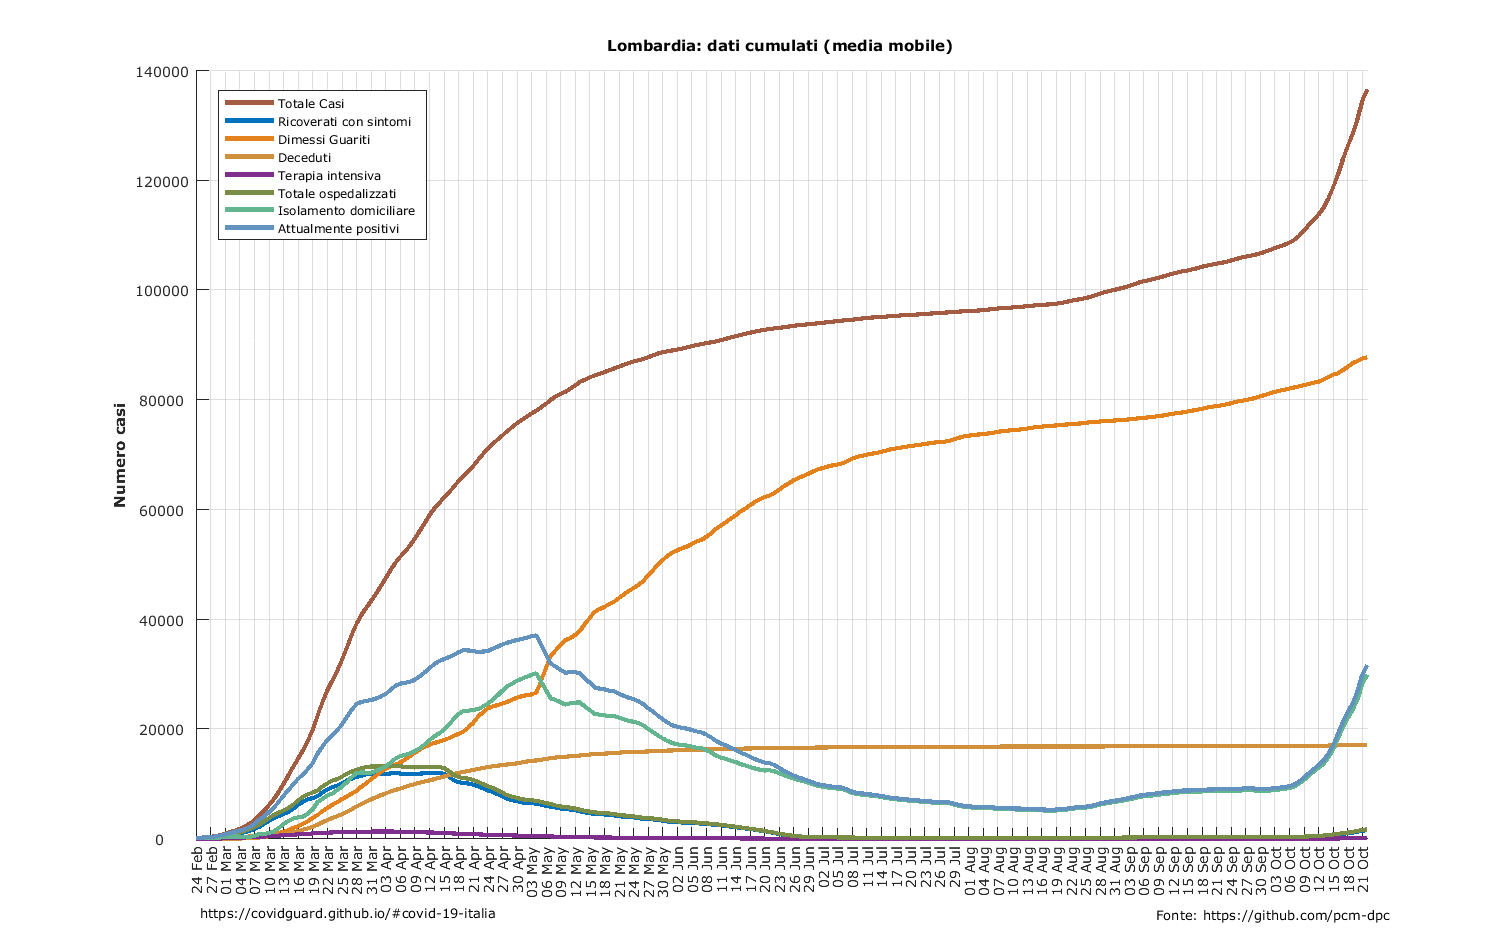 Lombardia: dati cumulati (media mobile)
140000
120000
100000
80000
60000
40000
20000
0
Numero casi
Totale Casi
Ricoverati con sintomi
Dimessi Guariti
Deceduti
Terapia intensiva
Totale ospedalizzati
Isolamento domiciliare
Attualmente positivi
24 Feb
27 Feb
01 Mar
04 Mar
07 Mar
10 Mar
13 Mar
16 Mar
19 Mar
22 Mar
25 Mar
28 Mar
31 Mar
03 Apr
06 Apr
09 Apr
12 Apr
15 Apr
18 Apr
21 Apr
24 Apr
27 Apr
30 Apr
03 May
06 May
09 May
12 May
15 May
18 May
21 May
24 May
27 May
30 May
02 Jun
05 Jun
08 Jun
11 Jun
14 Jun
17 Jun
20 Jun
23 Jun
26 Jun
29 Jun
02 Jul
05 Jul
08 Jul
11 Jul
14 Jul
17 Jul
20 Jul
23 Jul
26 Jul
29 Jul
01 Aug
04 Aug
07 Aug
10 Aug
13 Aug
16 Aug
19 Aug
22 Aug
25 Aug
28 Aug
31 Aug
03 Sep
06 Sep
09 Sep
12 Sep
15 Sep
18 Sep
21 Sep
24 Sep
27 Sep
30 Sep
03 Oct
06 Oct
09 Oct
12 Oct
15 Oct
18 Oct
21 Oct
https://covidguard.github.io/#covid-19-italia
Fonte: https://github.com/pcm-dpc